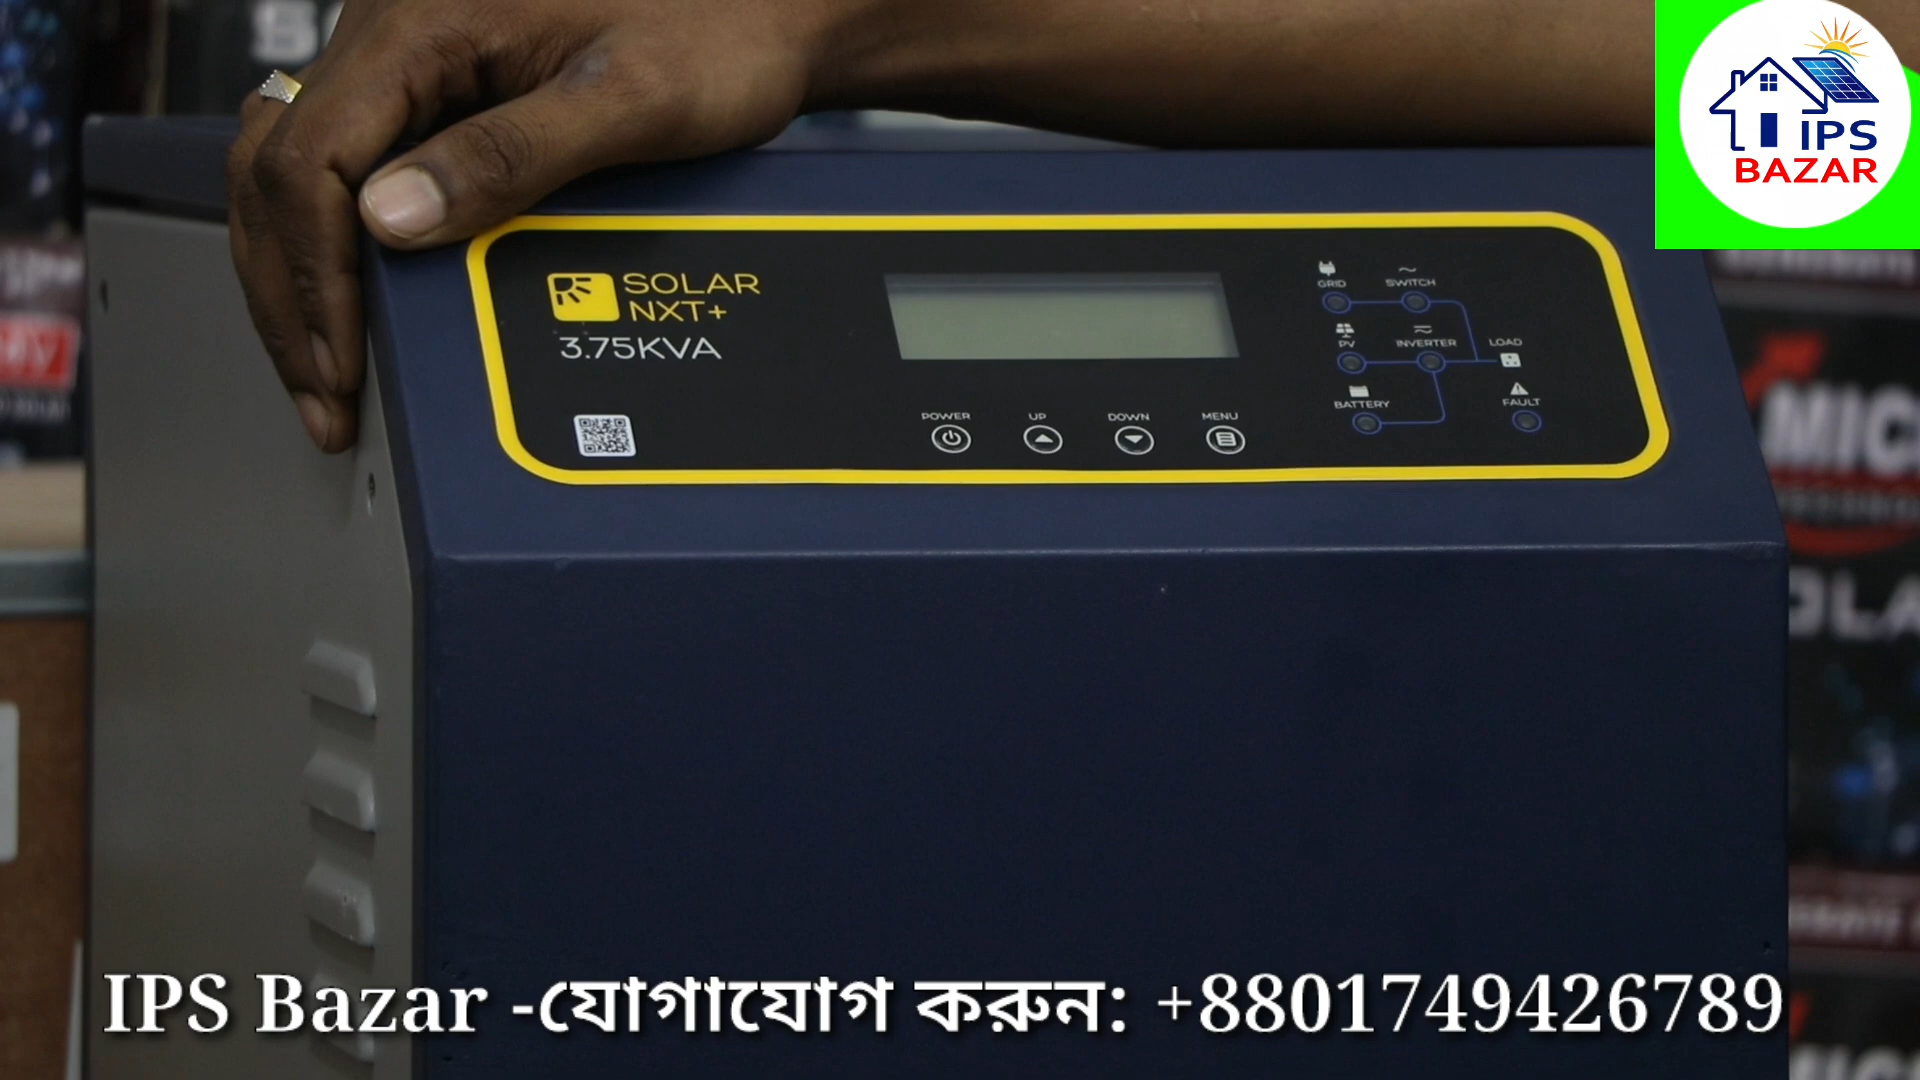 IPS
BAZAR
SOLAR
NXT+
3.75KVA
GRID
SWITCH
PV
INVERTER
LOAD
BATTERY
FAULT
POWER
UP
DOWN
MENU
IPS Bazar -যোগাযোগ করুন: +8801749426789